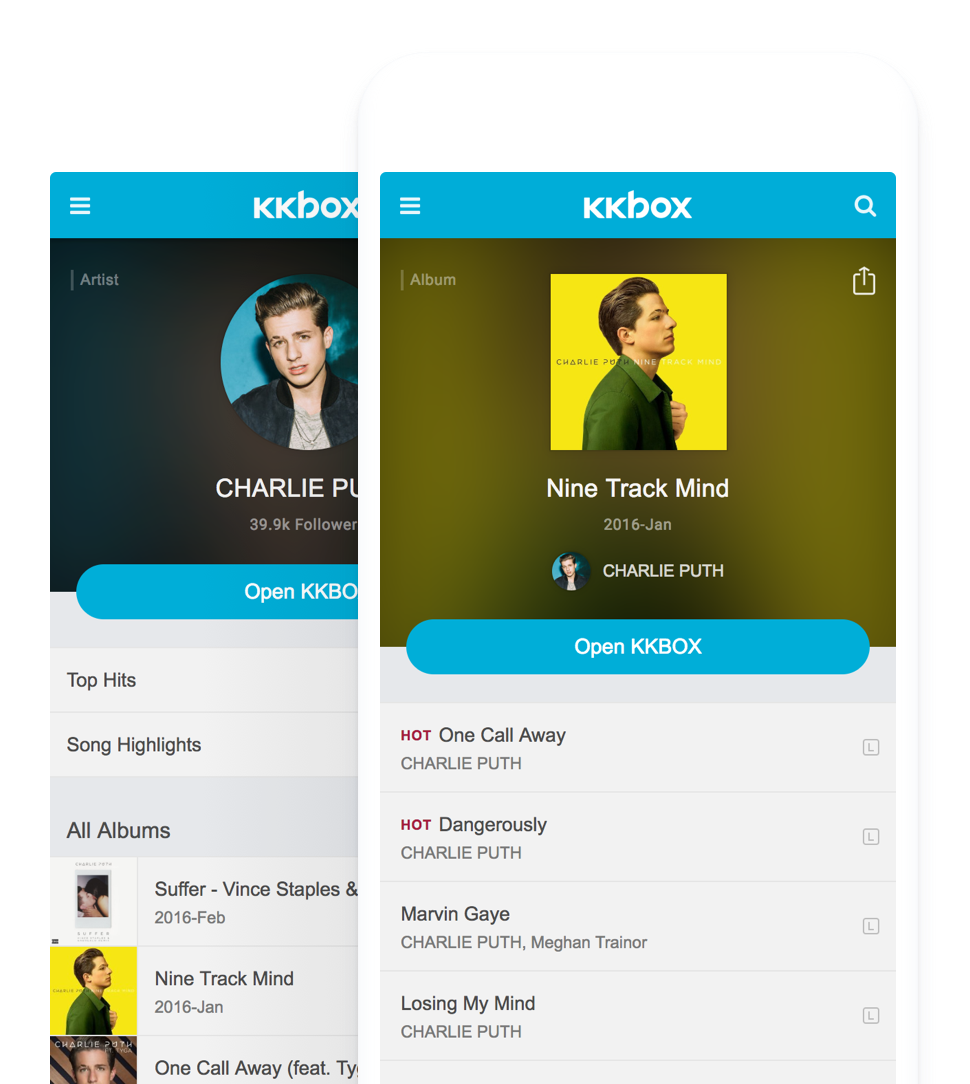 KKBOX
Artist
CHARLIE PU
39.9k Follower
Open KKBO
Top Hits
Song Highlights
All Albums
CHARLIE PUTH
SUFFER
Suffer - Vince Staples &
2016-Feb
Nine Track Mind
2016-Jan
CHARLIE PUTH
One Call Away (feat. Ty
KKBOX
Album
CHARLIE PUTH NINE TRACK MIND
Nine Track Mind
2016-Jan
CHARLIE PUTH
Open KKBOX
HOT One Call Away
CHARLIE PUTH
L
HOT Dangerously
CHARLIE PUTH
L
Marvin Gaye
CHARLIE PUTH, Meghan Trainor
L
Losing My Mind
CHARLIE PUTH
L